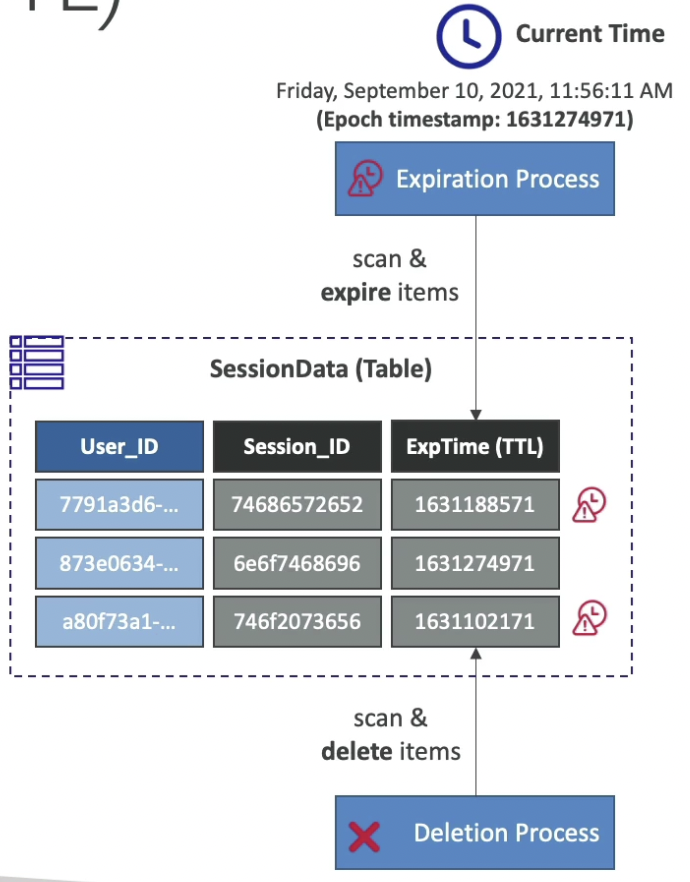 TL)
Current Time
Friday, September 10, 2021, 11:56:11 AM
(Epoch timestamp: 1631274971)
Expiration Process
scan &
expire items
SessionData (Table)
User_ID Session_ID ExpTime (TTL)
7791a3d6-... 74686572652 1631188571
873e0634-... 6e6f7468696 1631274971
a80f73a1-... 746f2073656 1631102171
scan &
delete items
Deletion Process